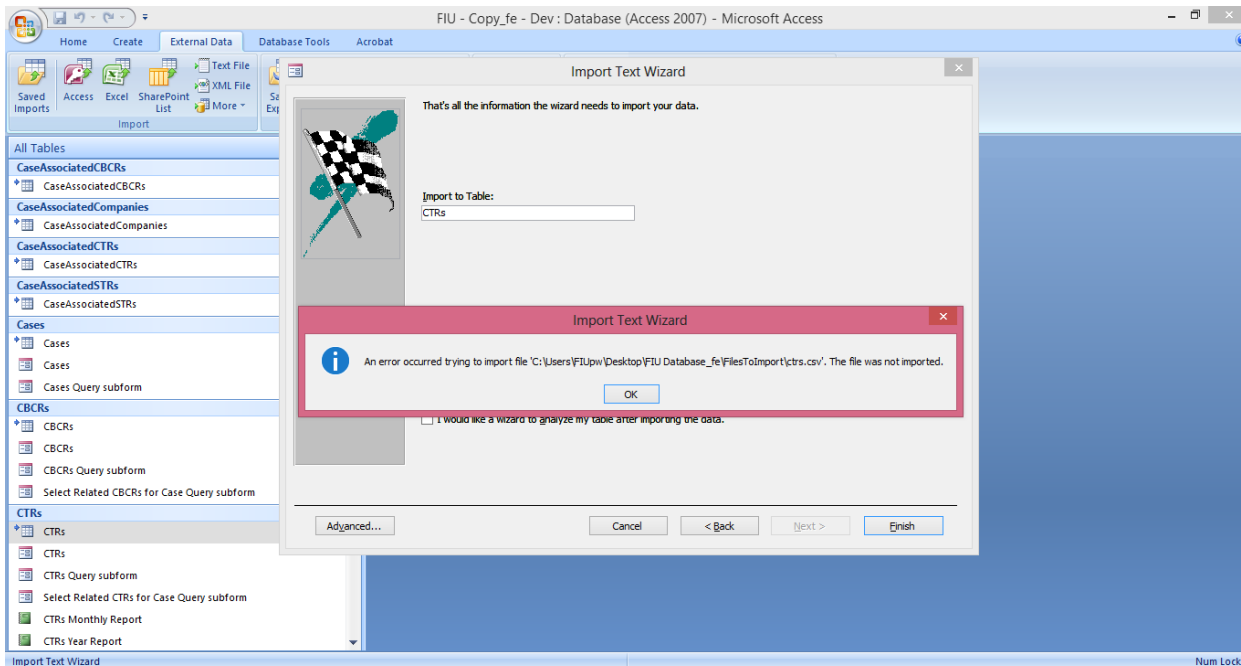 FIU - Copy_fe - Dev : Database (Access 2007) - Microsoft Access
Home Create External Data Database Tools Acrobat
Saved Imports
Access
Excel
SharePoint List
Text File
XML File
More
Import
All Tables
CaseAssociatedCBCRs
CaseAssociatedCBCRs
CaseAssociatedCompanies
CaseAssociatedCompanies
CaseAssociatedCTRs
CaseAssociatedCTRs
CaseAssociatedSTRs
CaseAssociatedSTRs
Cases
Cases
Cases
Cases Query subform
CBCRs
CBCRs
CBCRs
CBCRs Query subform
Select Related CBCRs for Case Query subform
CTRs
CTRs
CTRs
CTRs Query subform
Select Related CTRs for Case Query subform
CTRs Monthly Report
CTRs Year Report
Import Text Wizard
That's all the information the wizard needs to import your data.
Import to Table:
CTRs
Import Text Wizard
An error occurred trying to import file 'C:\Users\FIUpw\Desktop\FIU Database_fe\FilesToImport\ctrs.csv'. The file was not imported.
OK
I would like a wizard to analyze my table after importing the data.
Advanced... Cancel < Back Next > Finish
Import Text Wizard Num Lock